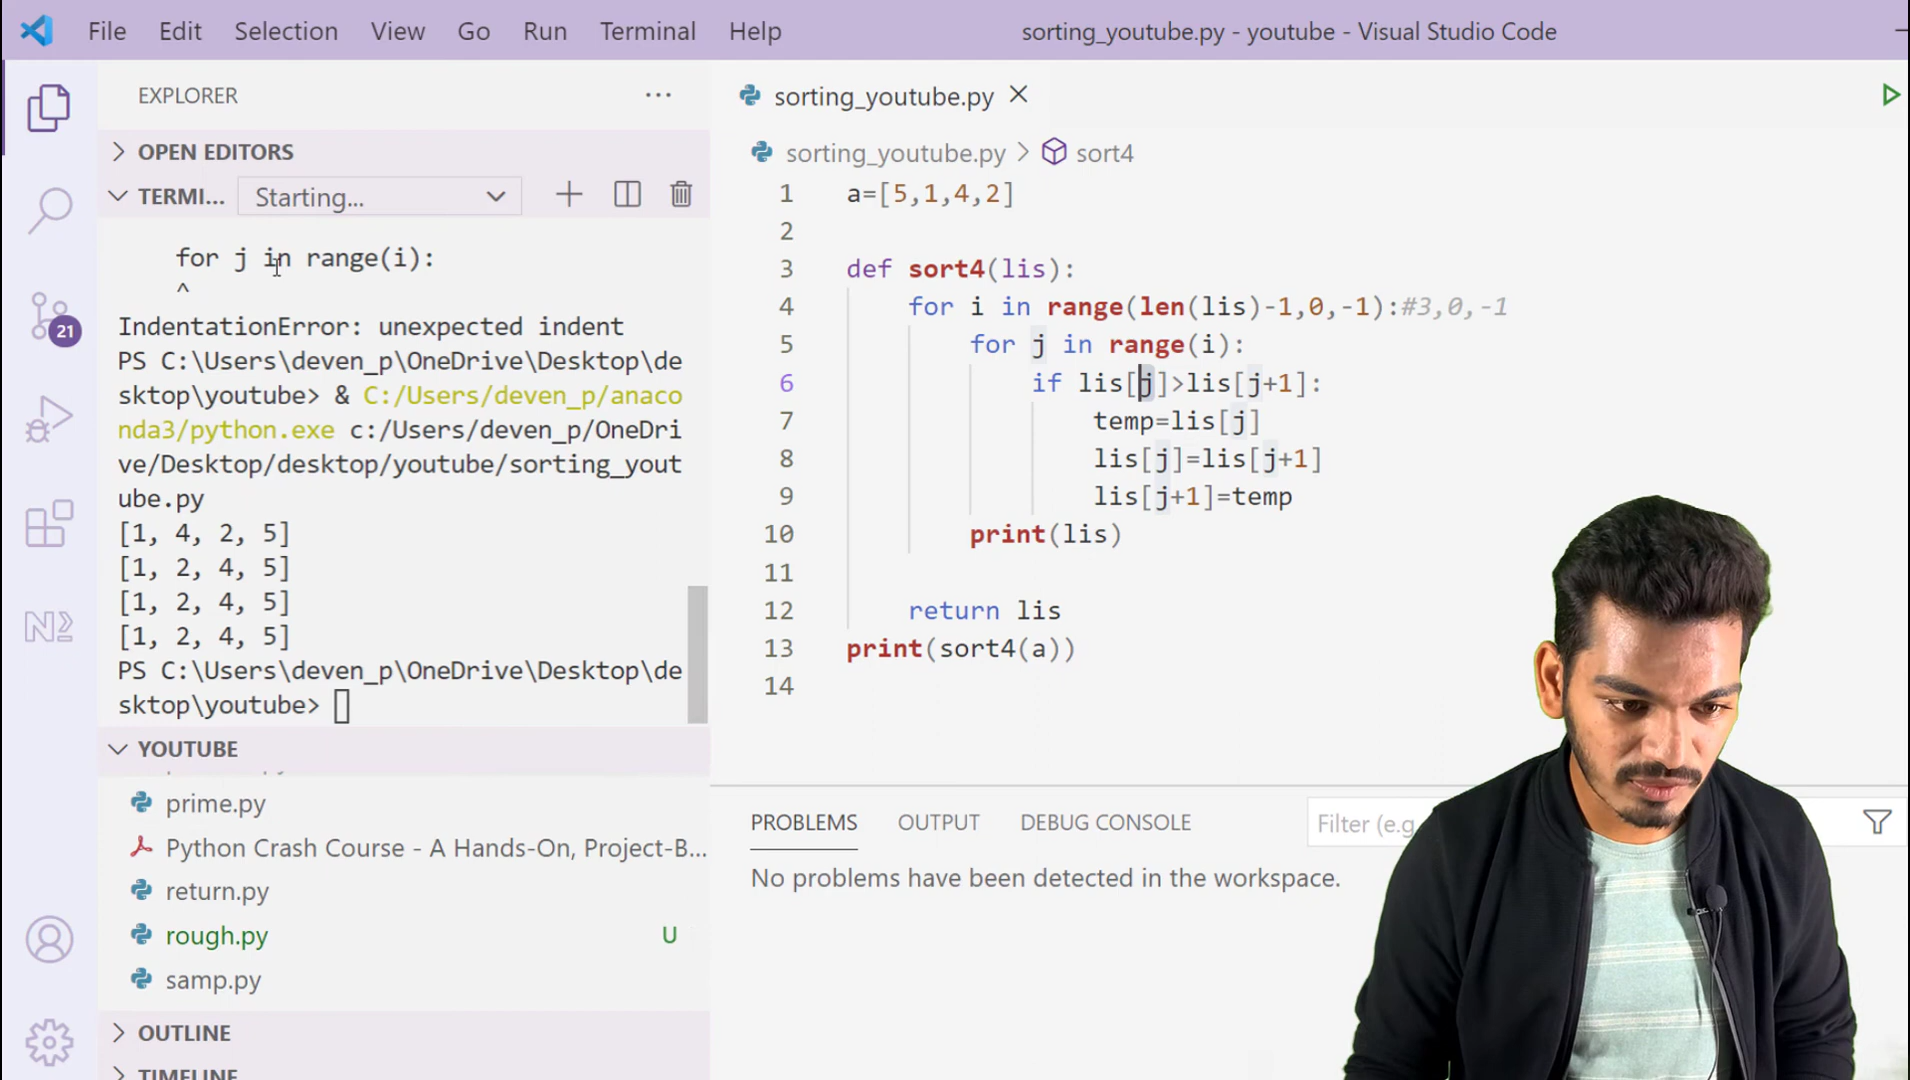 File Edit Selection View Go Run Terminal Help sorting_youtube.py - youtube - Visual Studio Code
EXPLORER
OPEN EDITORS
TERMI... Starting...
for j in range(i):
^
IndentationError: unexpected indent
PS C:\Users\deven_p\OneDrive\Desktop\de
sktop\youtube> & C:/Users/deven_p/anaco
nda3/python.exe c:/Users/deven_p/OneDri
ve/Desktop/desktop/youtube/sorting_yout
ube.py
[1, 4, 2, 5]
[1, 2, 4, 5]
[1, 2, 4, 5]
[1, 2, 4, 5]
PS C:\Users\deven_p\OneDrive\Desktop\de
sktop\youtube>
21
YOUTUBE
prime.py
Python Crash Course - A Hands-On, Project-B...
return.py
rough.py U
samp.py
OUTLINE
TIMELINE
sorting_youtube.py
sorting_youtube.py > sort4
1 a=[5,1,4,2]
2
3 def sort4(lis):
4 for i in range(len(lis)-1,0,-1):#3,0,-1
5 for j in range(i):
6 if lis[j]>lis[j+1]:
7 temp=lis[j]
8 lis[j]=lis[j+1]
9 lis[j+1]=temp
10 print(lis)
11
12 return lis
13 print(sort4(a))
14
PROBLEMS OUTPUT DEBUG CONSOLE Filter (e.g
No problems have been detected in the workspace.